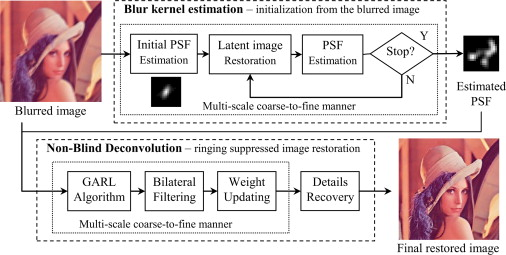 Blur kernel estimation – initialization from the blurred image
Initial PSF
Estimation
Latent image
Restoration
PSF
Estimation
Stop?
Y
N
Multi-scale coarse-to-fine manner
Blurred image
Estimated
PSF
Non-Blind Deconvolution – ringing suppressed image restoration
GARL
Algorithm
Bilateral
Filtering
Weight
Updating
Details
Recovery
Multi-scale coarse-to-fine manner
Final restored image